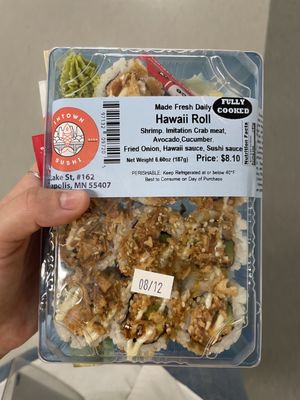 Made Fresh Daily
FULLY
COOKED
Hawaii Roll
Shrimp, Imitation Crab meat,
Avocado,Cucumber,
Fried Onion, Hawaii sauce, Sushi sauce
Net Weight 6.60oz (187g)
Price: $8.10
PERISHABLE: Keep Refrigerated at or below 40°F
Best to Consume on Day of Purchase
Nutrition Facts
NTOWN
SUSHI
ake St, #162
apolis, MN 55407
08/12